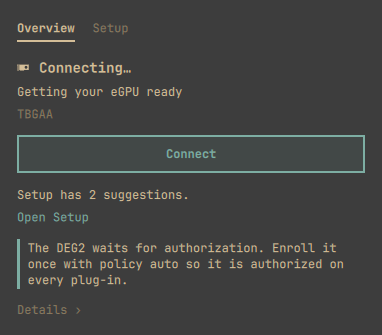 Overview Setup
Connecting…
Getting your eGPU ready
TBGAA
Connect
Setup has 2 suggestions.
Open Setup
The DEG2 waits for authorization. Enroll it
once with policy auto so it is authorized on
every plug-in.
Details ›